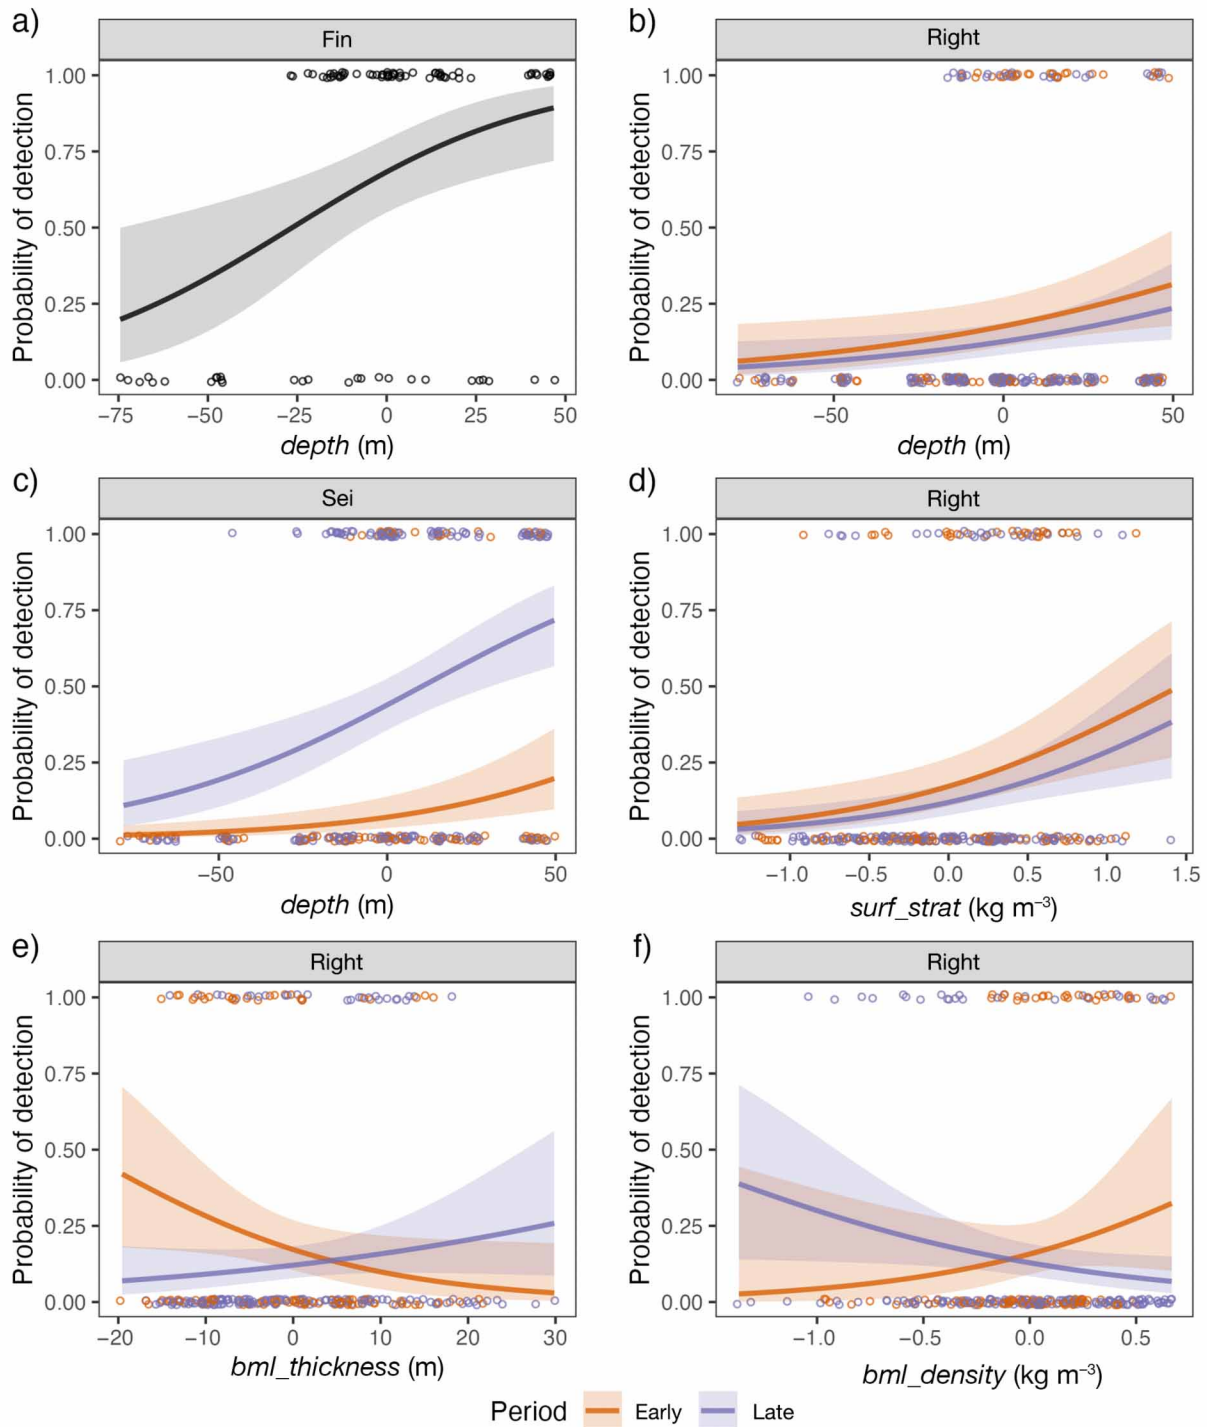 a)
Fin
Probability of detection
1.00
0.75
0.50
0.25
0.00
−75 −50 −25 0 25 50
depth (m)
b)
Right
Probability of detection
1.00
0.75
0.50
0.25
0.00
−50 0 50
depth (m)
c)
Sei
Probability of detection
1.00
0.75
0.50
0.25
0.00
−50 0 50
depth (m)
d)
Right
Probability of detection
1.00
0.75
0.50
0.25
0.00
−1.0 −0.5 0.0 0.5 1.0 1.5
surf_strat (kg m⁻³)
e)
Right
Probability of detection
1.00
0.75
0.50
0.25
0.00
−20 −10 0 10 20 30
bml_thickness (m)
f)
Right
Probability of detection
1.00
0.75
0.50
0.25
0.00
−1.0 −0.5 0.0 0.5
bml_density (kg m⁻³)
Period Early Late